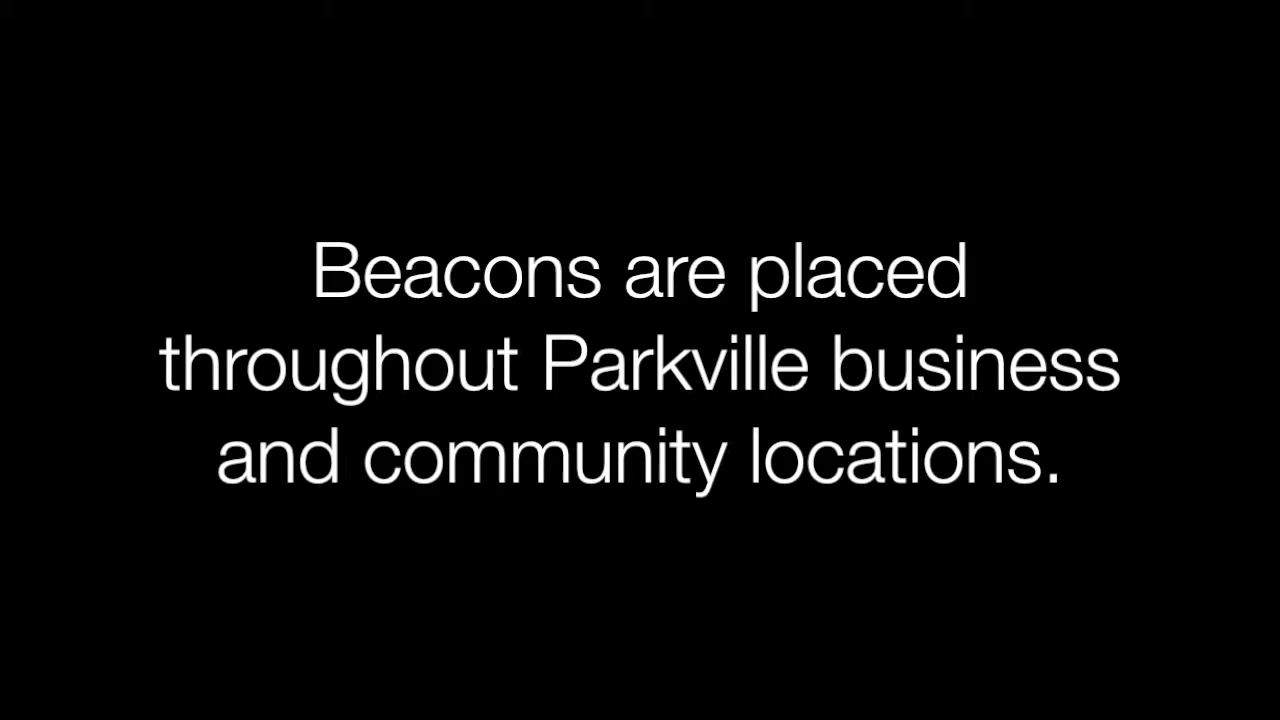 Beacons are placed
throughout Parkville business
and community locations.